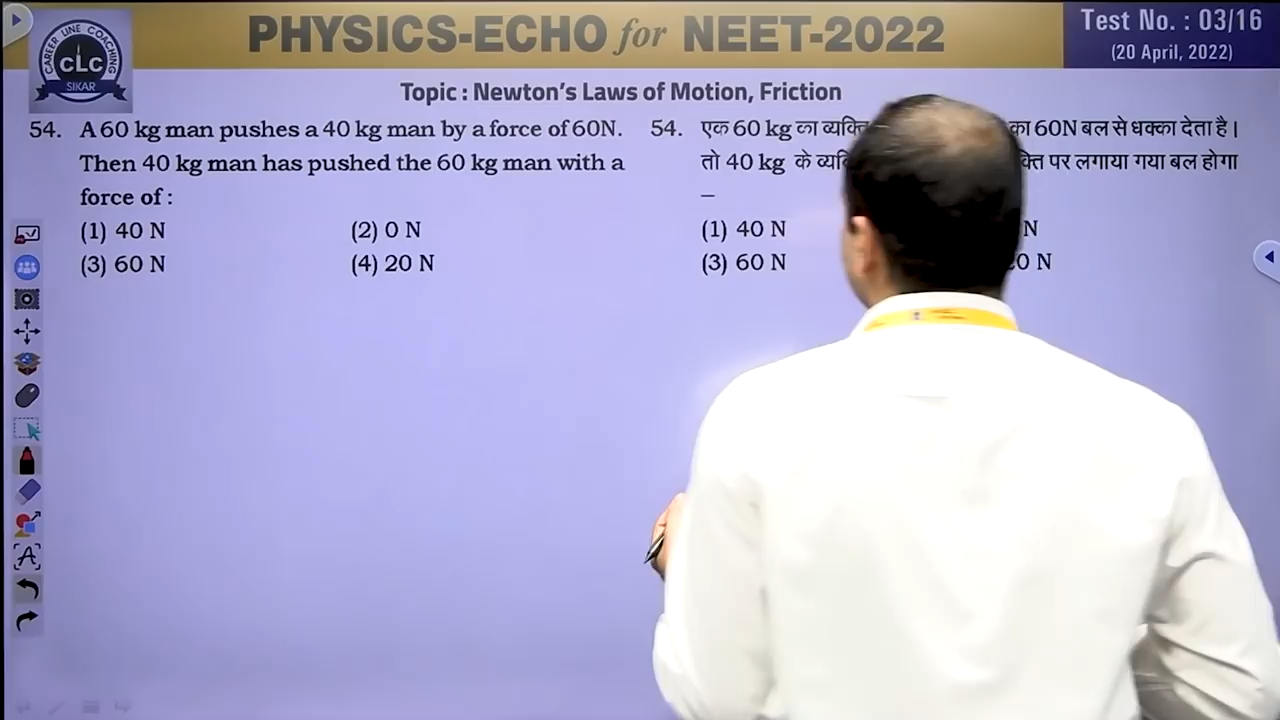 PHYSICS-ECHO for NEET-2022
Test No. : 03/16
(20 April, 2022)
CAREER LINE COACHING
CLC
SIKAR
Topic : Newton's Laws of Motion, Friction
54. A 60 kg man pushes a 40 kg man by a force of 60N.
Then 40 kg man has pushed the 60 kg man with a
force of :
(1) 40 N (2) 0 N
(3) 60 N (4) 20 N
54. एक 60 kg का का 60N बल से धक्का देता है।
तो 40 kg के पर लगाया गया बल होगा
–
(1) 40 N N
(3) 60 N N